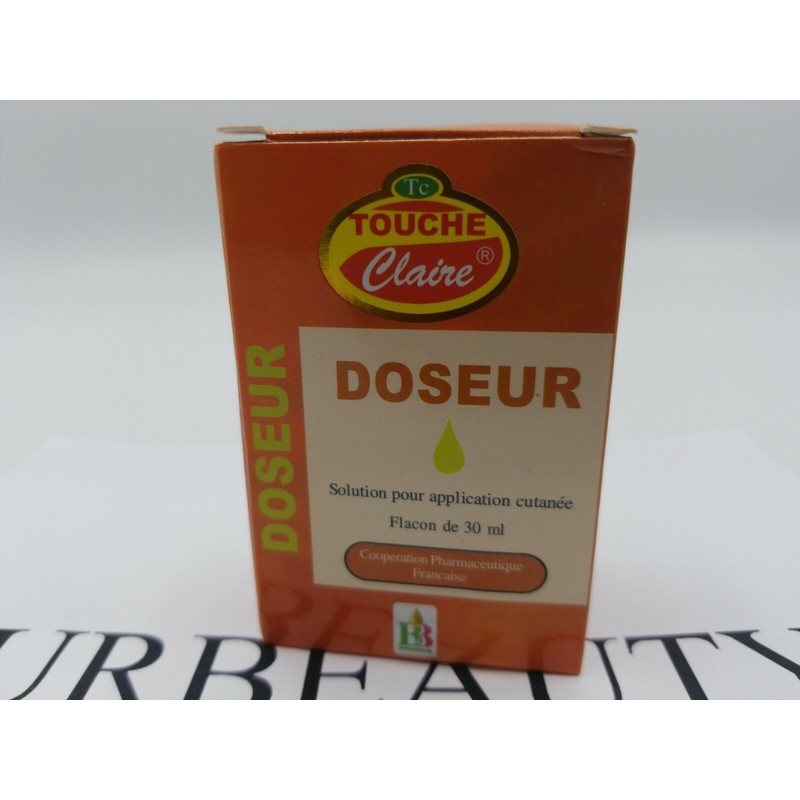 Tc
TOUCHE
Claire®
DOSEUR
DOSEUR
Solution pour application cutanée
Flacon de 30 ml
Cooperation Pharmaceutique
Francaise
URBEAUTY